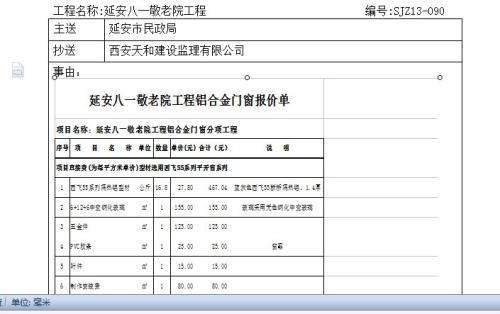 工程名称:延安八一敬老院工程 编号:SJZ13-090
主送 延安市民政局
抄送 西安天和建设监理有限公司
事由:
延安八一敬老院工程铝合金门窗报价单
项目名称: 延安八一敬老院工程铝合金门窗分项工程
序号 项目名称 单位 数量 单价(元) 合计(元) 说明
项目直接费(为每平方米单价)型材选用西飞55系列平开窗系列
1 西飞55系列隔热铝型材 公斤 16.8 27.80 467.04 蓝灰色西飞55断桥隔热铝,1.4厚
2 6+12+6中空钢化玻璃 ㎡ 1 155.00 155.00 玻璃采用无色钢化中空玻璃
3 五金件 ㎡ 1 125.00 125.00
4 PVC胶条 ㎡ 1 25.00 25.00
5 附件 ㎡ 1 15.00 15.00
6 制作安装费 ㎡ 1 80.00 80.00
单位: 毫米